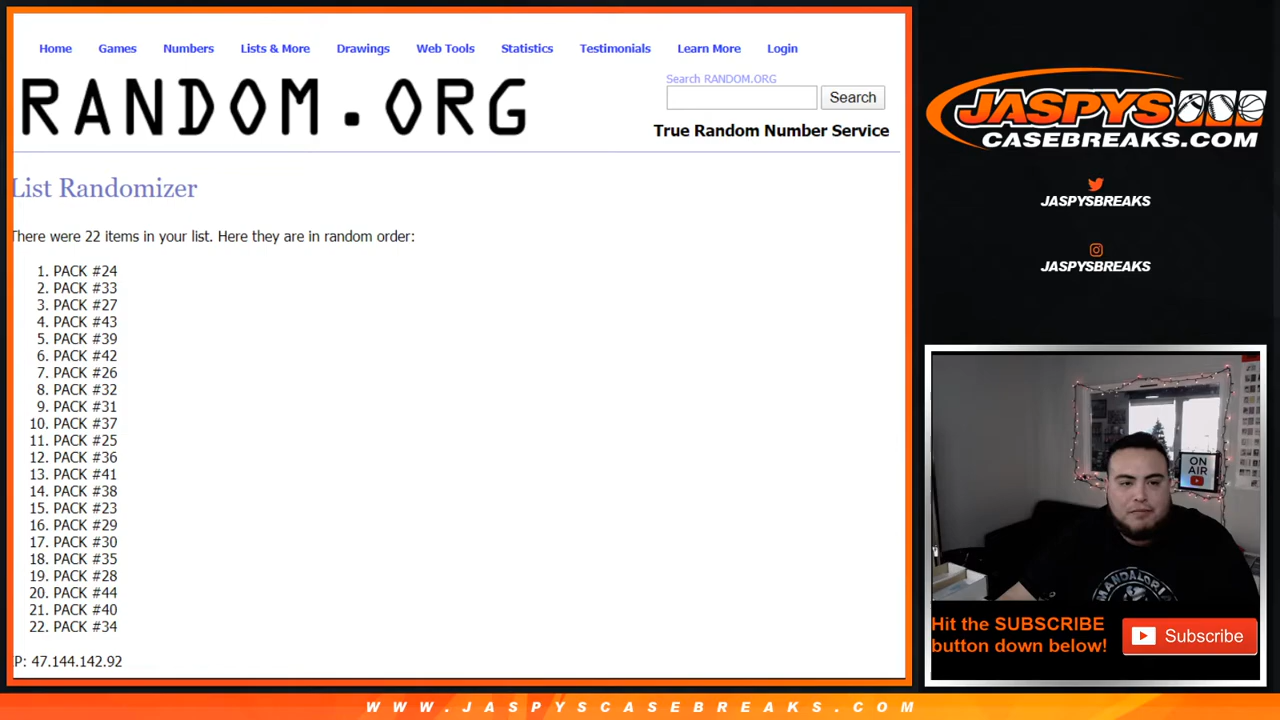 Home Games Numbers Lists & More Drawings Web Tools Statistics Testimonials Learn More Login
RANDOM.ORG
Search RANDOM.ORG
Search
True Random Number Service
List Randomizer
There were 22 items in your list. Here they are in random order:
1. PACK #24
2. PACK #33
3. PACK #27
4. PACK #43
5. PACK #39
6. PACK #42
7. PACK #26
8. PACK #32
9. PACK #31
10. PACK #37
11. PACK #25
12. PACK #36
13. PACK #41
14. PACK #38
15. PACK #23
16. PACK #29
17. PACK #30
18. PACK #35
19. PACK #28
20. PACK #44
21. PACK #40
22. PACK #34
P: 47.144.142.92
JASPYS
CASEBREAKS.COM
JASPYSBREAKS
JASPYSBREAKS
ON
AIR
MANDALORIAN
Hit the SUBSCRIBE
button down below!
Subscribe
WWW.JASPYSCASEBREAKS.COM